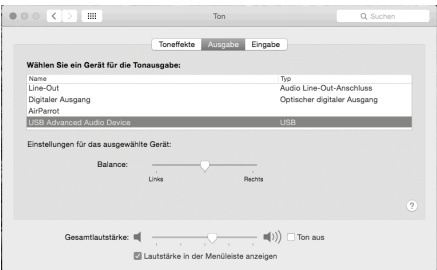 Ton
Suchen
Toneffekte Ausgabe Eingabe
Wählen Sie ein Gerät für die Tonausgabe:
Name Typ
Line-Out Audio Line-Out-Anschluss
Digitaler Ausgang Optischer digitaler Ausgang
AirParrot
USB Advanced Audio Device USB
Einstellungen für das ausgewählte Gerät:
Balance:
Links Rechts
?
Gesamtlautstärke: Ton aus
Lautstärke in der Menüleiste anzeigen